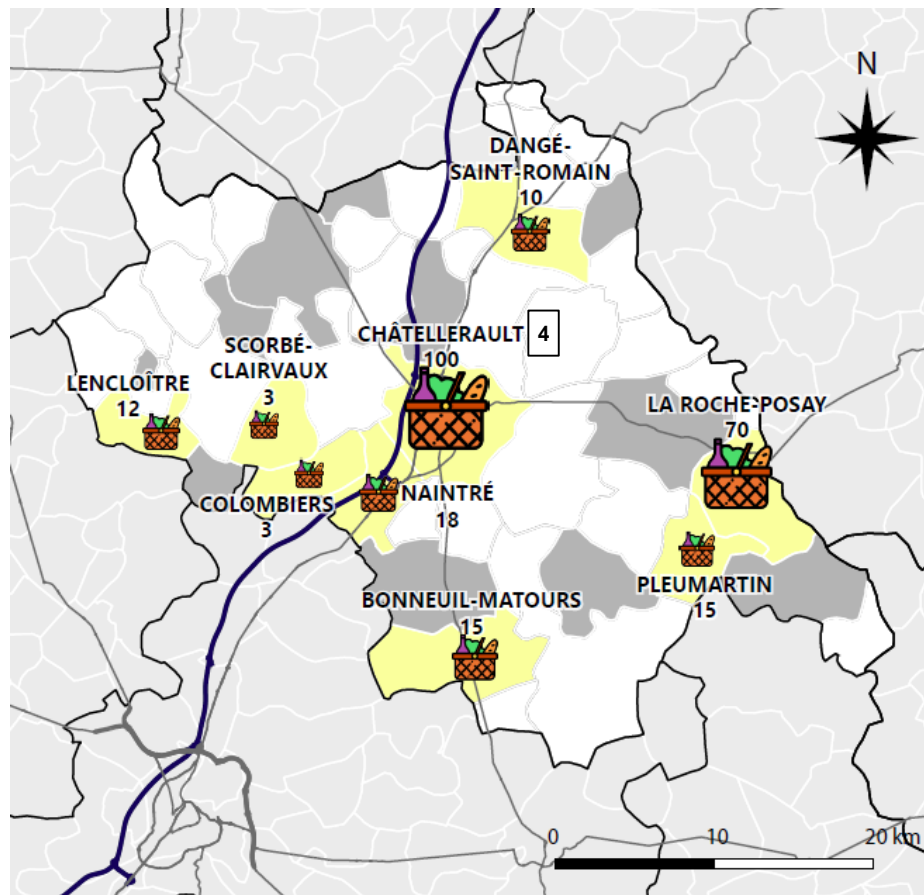 N
DANGÉ-
SAINT-ROMAIN
10
CHÂTELLERAULT
100
4
SCORBÉ-
CLAIRVAUX
3
LENCLOÎTRE
12
LA ROCHE-POSAY
70
COLOMBIERS
3
NAINTRÉ
18
PLEUMARTIN
15
BONNEUIL-MATOURS
15
0 10 20 km